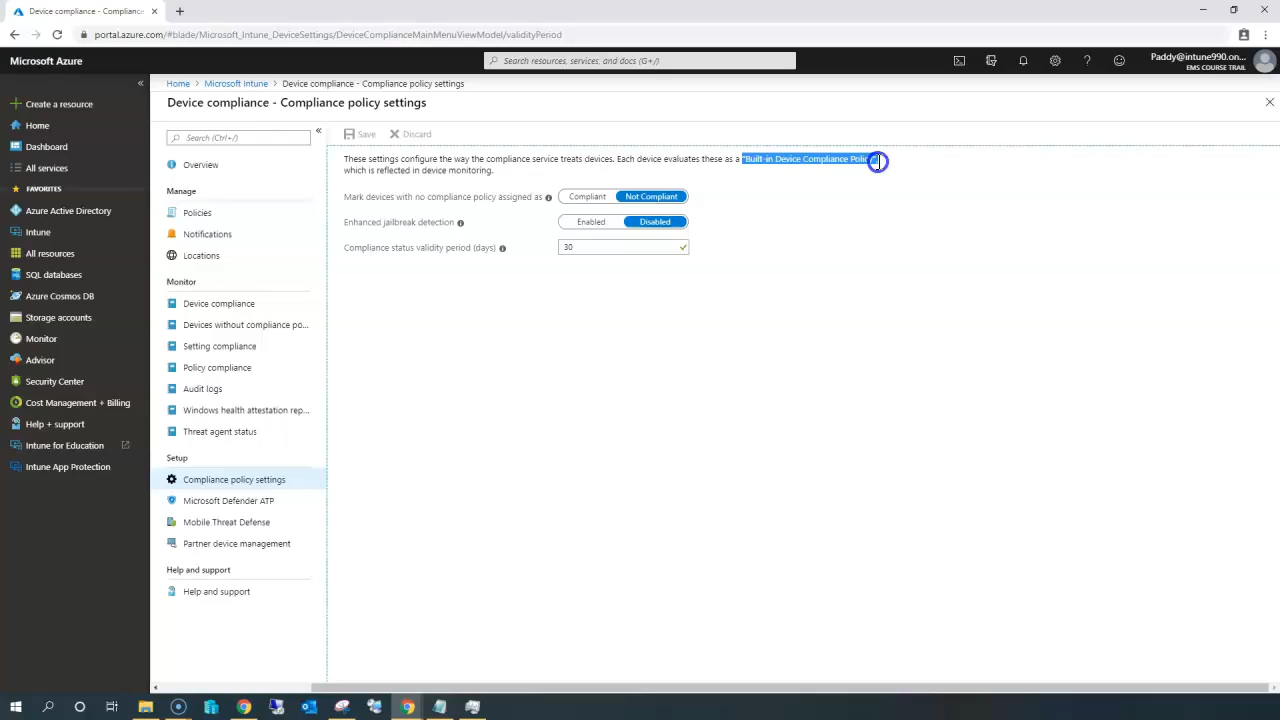 Device compliance - Complianc
portal.azure.com/#blade/Microsoft_Intune_DeviceSettings/DeviceComplianceMainMenuViewModel/validityPeriod
Microsoft Azure
Search resources, services, and docs (G+/)
Paddy@intune990.on...
EMS COURSE TRAIL
Create a resource
Home
Dashboard
All services
FAVORITES
Azure Active Directory
Intune
All resources
SQL databases
Azure Cosmos DB
Storage accounts
Monitor
Advisor
Security Center
Cost Management + Billing
Help + support
Intune for Education
Intune App Protection
Home > Microsoft Intune > Device compliance - Compliance policy settings
Device compliance - Compliance policy settings
Search (Ctrl+/)
Overview
Manage
Policies
Notifications
Locations
Monitor
Device compliance
Devices without compliance po...
Setting compliance
Policy compliance
Audit logs
Windows health attestation rep...
Threat agent status
Setup
Compliance policy settings
Microsoft Defender ATP
Mobile Threat Defense
Partner device management
Help and support
Help and support
Save Discard
These settings configure the way the compliance service treats devices. Each device evaluates these as a "Built-in Device Compliance Polic
which is reflected in device monitoring.
Mark devices with no compliance policy assigned as Compliant Not Compliant
Enhanced jailbreak detection Enabled Disabled
Compliance status validity period (days) 30